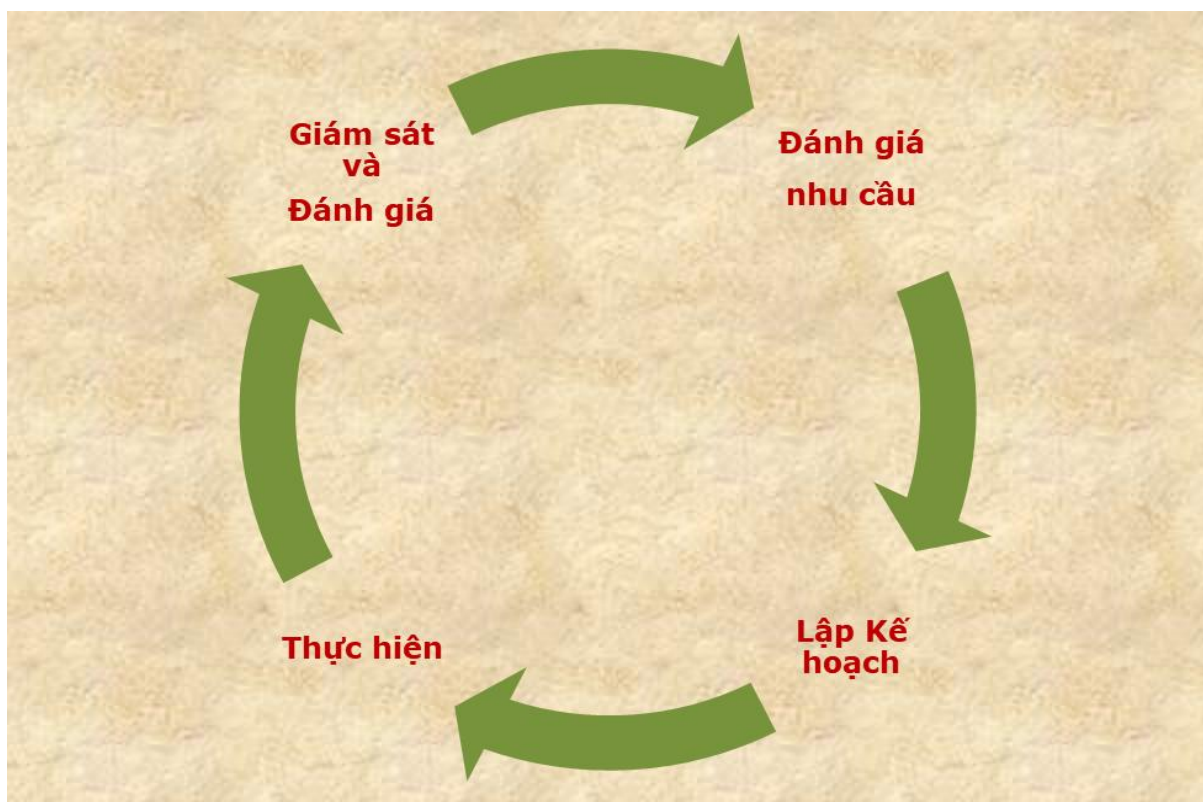 Giám sát
và
Đánh giá
Đánh giá
nhu cầu
Thực hiện
Lập Kế
hoạch